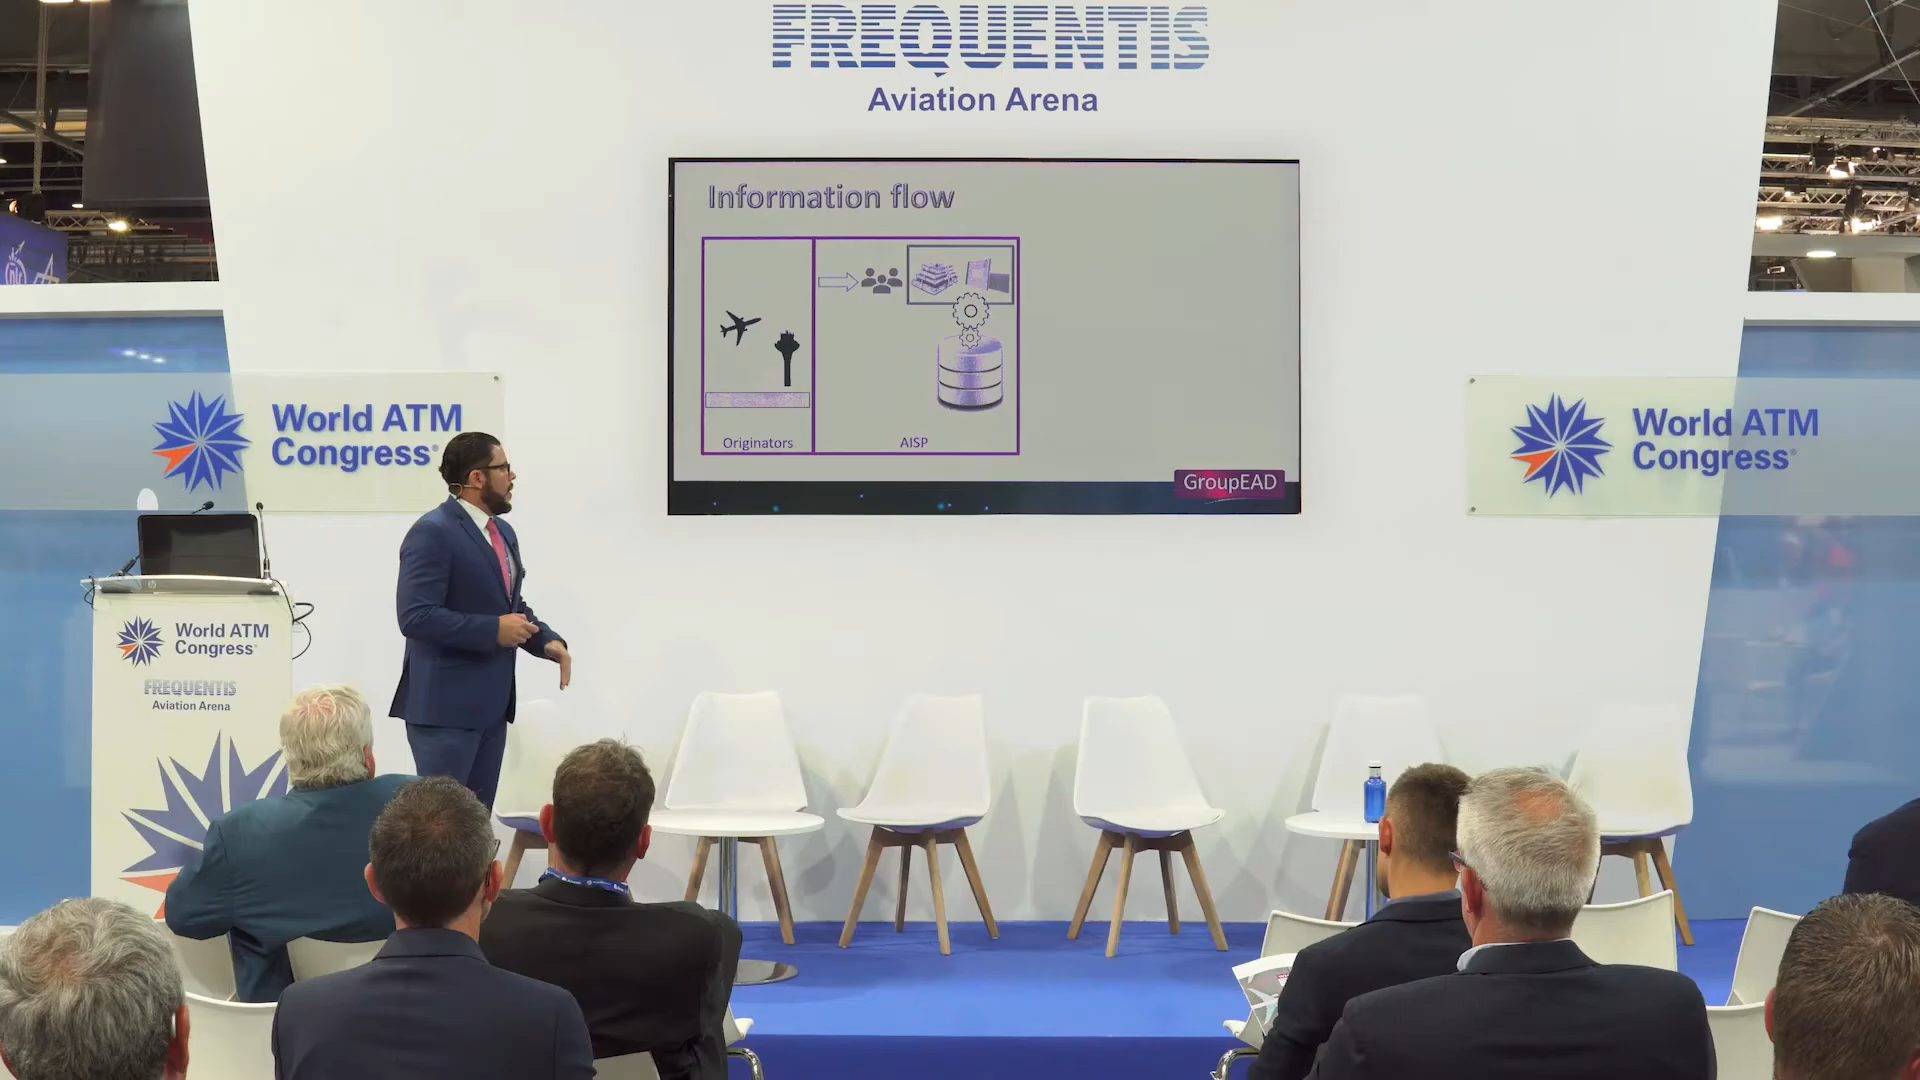 FREQUENTIS
Aviation Arena
Information flow
Originators
AISP
GroupEAD
World ATM
Congress®
World ATM
Congress®
World ATM
Congress®
FREQUENTIS
Aviation Arena